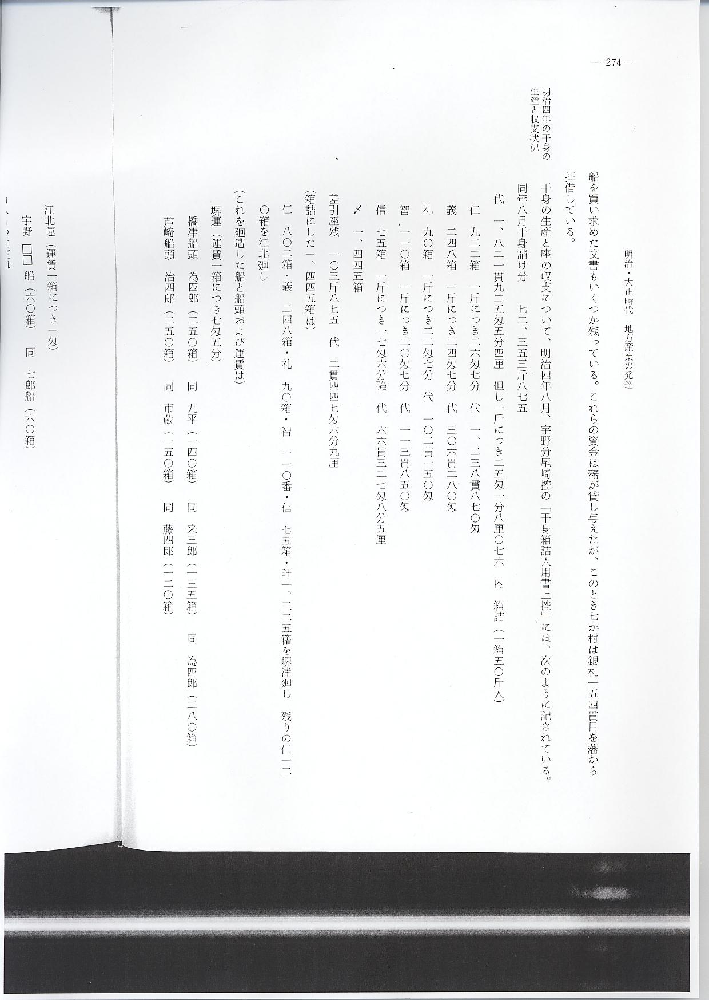 — 274 —
明治・大正時代　地方産業の発達
船を買い求めた文書もいくつか残っている。これらの資金は藩が貸し与えたが、このとき七か村は銀札一五四貫目を藩から
拝借している。
明治四年の干身の
生産と収支状況
干身の生産と座の収支について、明治四年八月、宇野分尾崎控の「干身箱詰入用書上控」には、次のように記されている。
同年八月干身請け分　七二、三五三斤八七五
代　一、八二一貫九二五匁五分四厘　但し一斤につき二五匁一分八厘〇七六　内　箱詰（一箱五〇斤入）
仁　九二二箱　一斤につき二六匁七分　代　一、二三八貫八七〇匁
義　二四八箱　一斤につき二四匁七分　代　三〇六貫二八〇匁
礼　九〇箱　一斤につき二二匁七分　代　一〇二貫一五〇匁
智　一一〇箱　一斤につき二〇匁七分　代　一一三貫八五〇匁
信　七五箱　一斤につき一七匁六分強　代　六六貫三二七匁八分五厘
〆　一、四四五箱
差引座残　一〇三斤八七五　代　二貫四四七匁六分九厘
（箱詰にした一、四四五箱は）
仁　八〇二箱・義　二四八箱・礼　九〇箱・智　一一〇番・信　七五箱・計一、三二五籍を堺浦廻し　残りの仁一二
〇箱を江北廻し
（これを廻遭した船と船頭および運賃は）
堺運（運賃一箱につき七匁五分）
橋津船頭　為四郎（二五〇箱）　同　九平（一四〇箱）　同　来三郎（一三五箱）　同　為四郎（二八〇箱）
芦崎船頭　治四郎（二五〇箱）　同　市蔵（一五〇箱）　同　藤四郎（一二〇箱）
江北運（運賃一箱につき一匁）
宇野　□□　船（六〇箱）　同　七郎船（六〇箱）